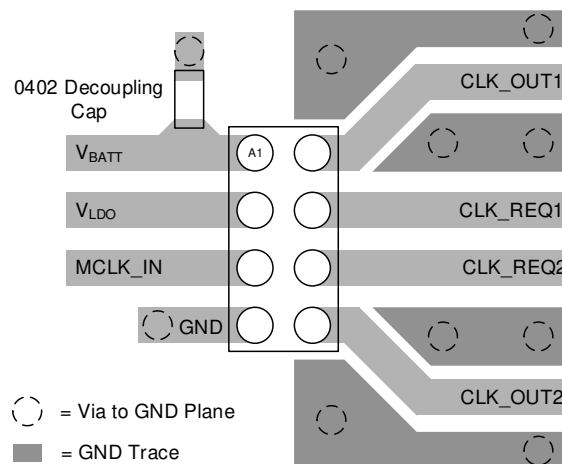 0402 Decoupling
Cap
CLK_OUT1
VBATT
A1
VLDO
CLK_REQ1
MCLK_IN
CLK_REQ2
GND
CLK_OUT2
= Via to GND Plane
= GND Trace